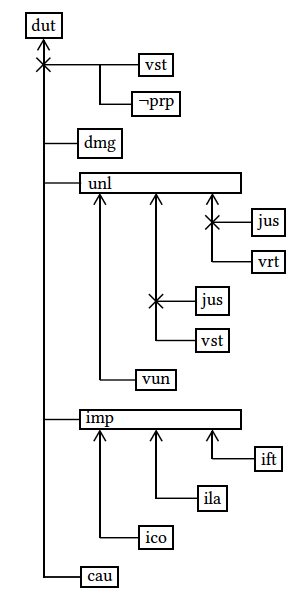 dut
vst
¬prp
dmg
unl
jus
vrt
jus
vst
vun
imp
ift
ila
ico
cau